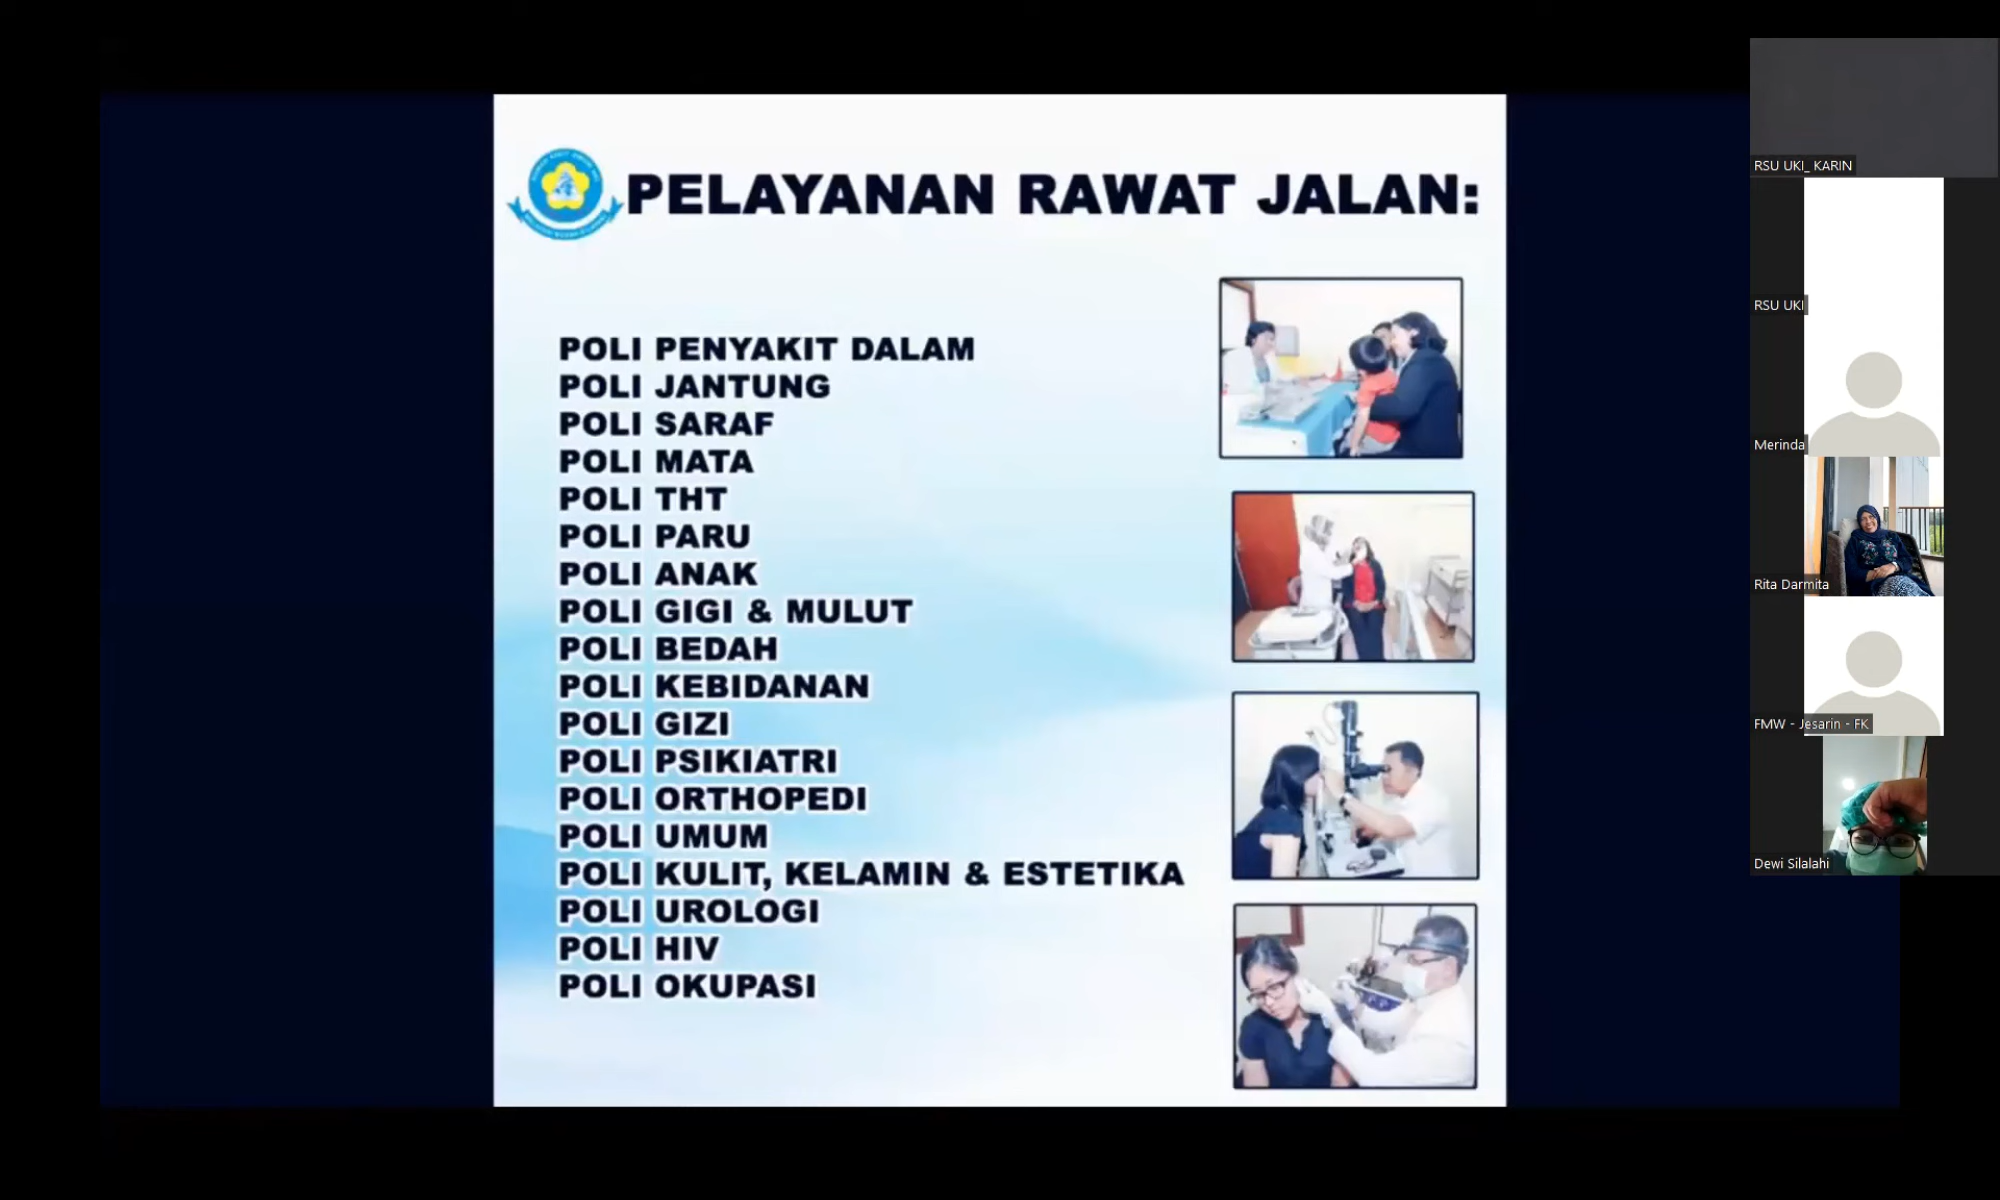 PELAYANAN RAWAT JALAN:
POLI PENYAKIT DALAM
POLI JANTUNG
POLI SARAF
POLI MATA
POLI THT
POLI PARU
POLI ANAK
POLI GIGI & MULUT
POLI BEDAH
POLI KEBIDANAN
POLI GIZI
POLI PSIKIATRI
POLI ORTHOPEDI
POLI UMUM
POLI KULIT, KELAMIN & ESTETIKA
POLI UROLOGI
POLI HIV
POLI OKUPASI
RSU UKI_ KARIN
RSU UKI
Merinda
Rita Darmita
FMW - Jesarin - FK
Dewi Silalahi